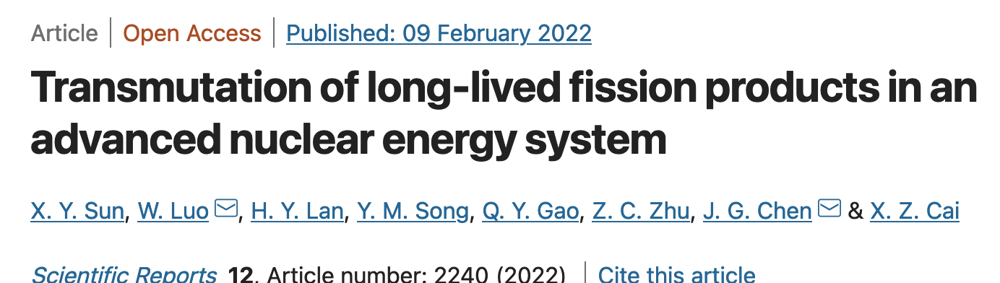 Article | Open Access | Published: 09 February 2022
Transmutation of long-lived fission products in an
advanced nuclear energy system
X. Y. Sun, W. Luo, H. Y. Lan, Y. M. Song, Q. Y. Gao, Z. C. Zhu, J. G. Chen & X. Z. Cai
Scientific Reports 12, Article number: 2240 (2022) | Cite this article